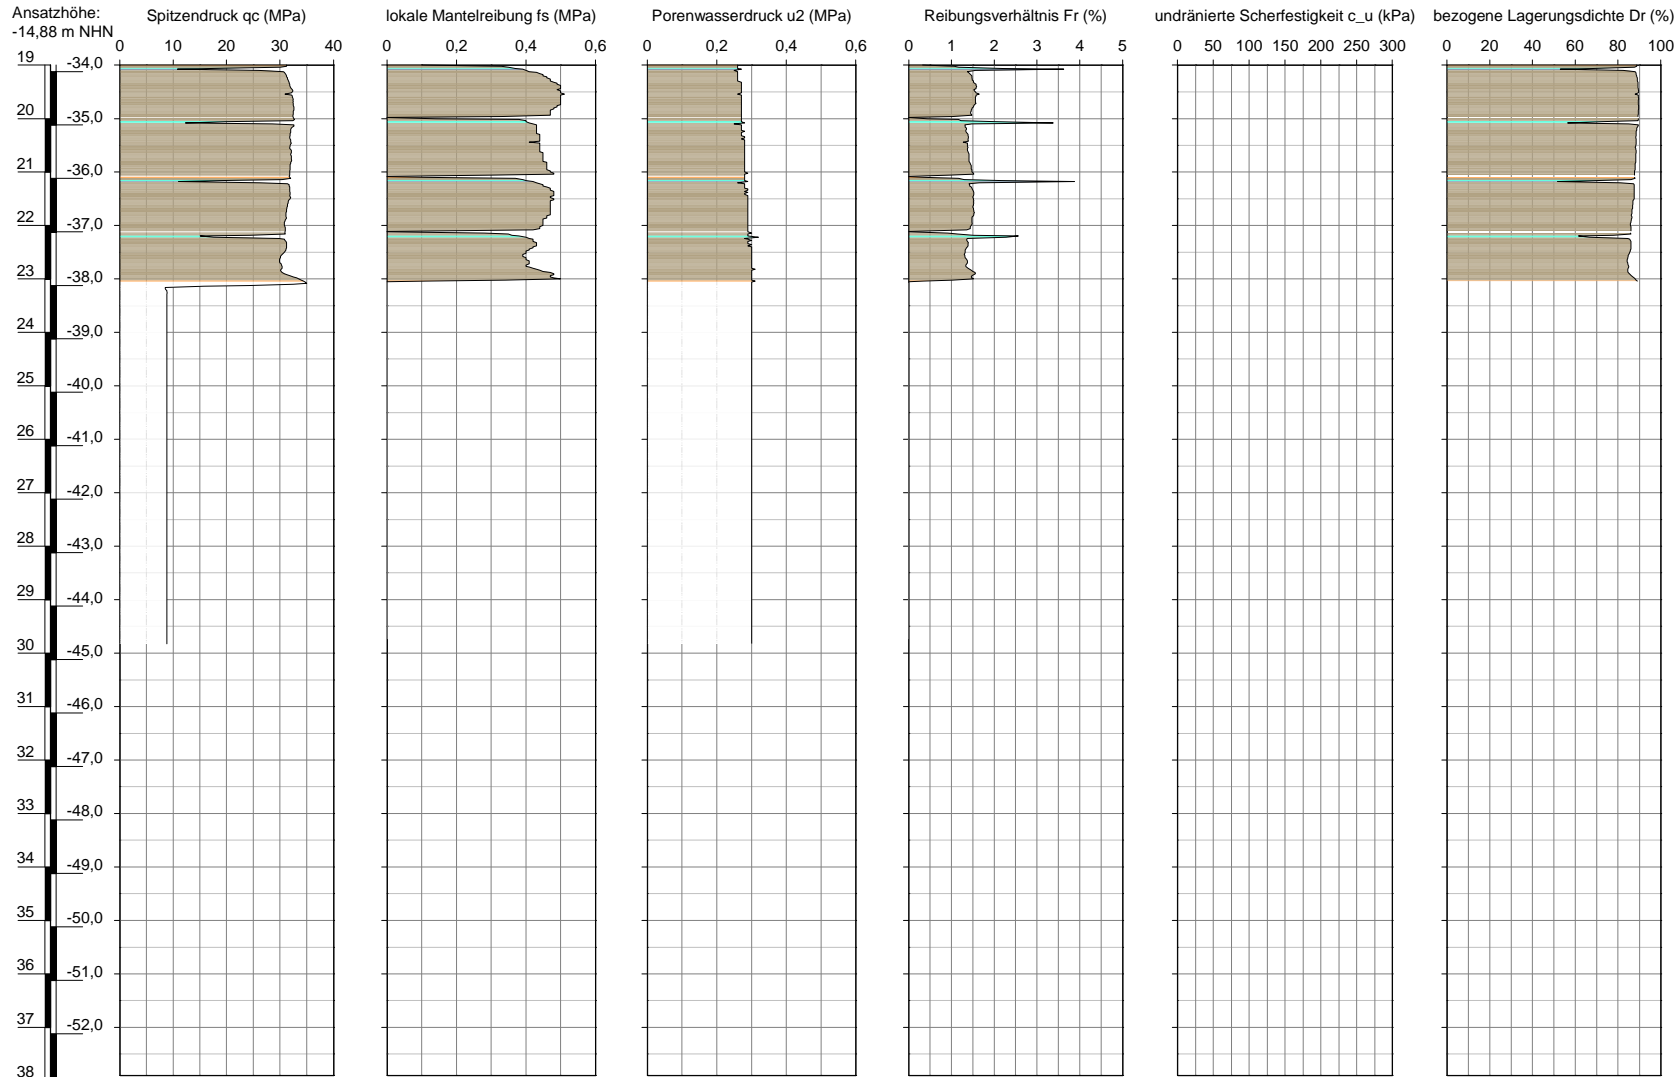 Ansatzhöhe:
-14,88 m NHN
Spitzendruck qc (MPa)
lokale Mantelreibung fs (MPa)
Porenwasserdruck u2 (MPa)
Reibungsverhältnis Fr (%)
undränierte Scherfestigkeit c_u (kPa)
bezogene Lagerungsdichte Dr (%)
0 10 20 30 40
0 0,2 0,4 0,6
0 0,2 0,4 0,6
0 1 2 3 4 5
0 50 100 150 200 250 300
0 20 40 60 80 100
19 -34,0
20 -35,0
21 -36,0
22 -37,0
23 -38,0
24 -39,0
25 -40,0
26 -41,0
27 -42,0
28 -43,0
29 -44,0
30 -45,0
31 -46,0
32 -47,0
33 -48,0
34 -49,0
35 -50,0
36 -51,0
37 -52,0
38